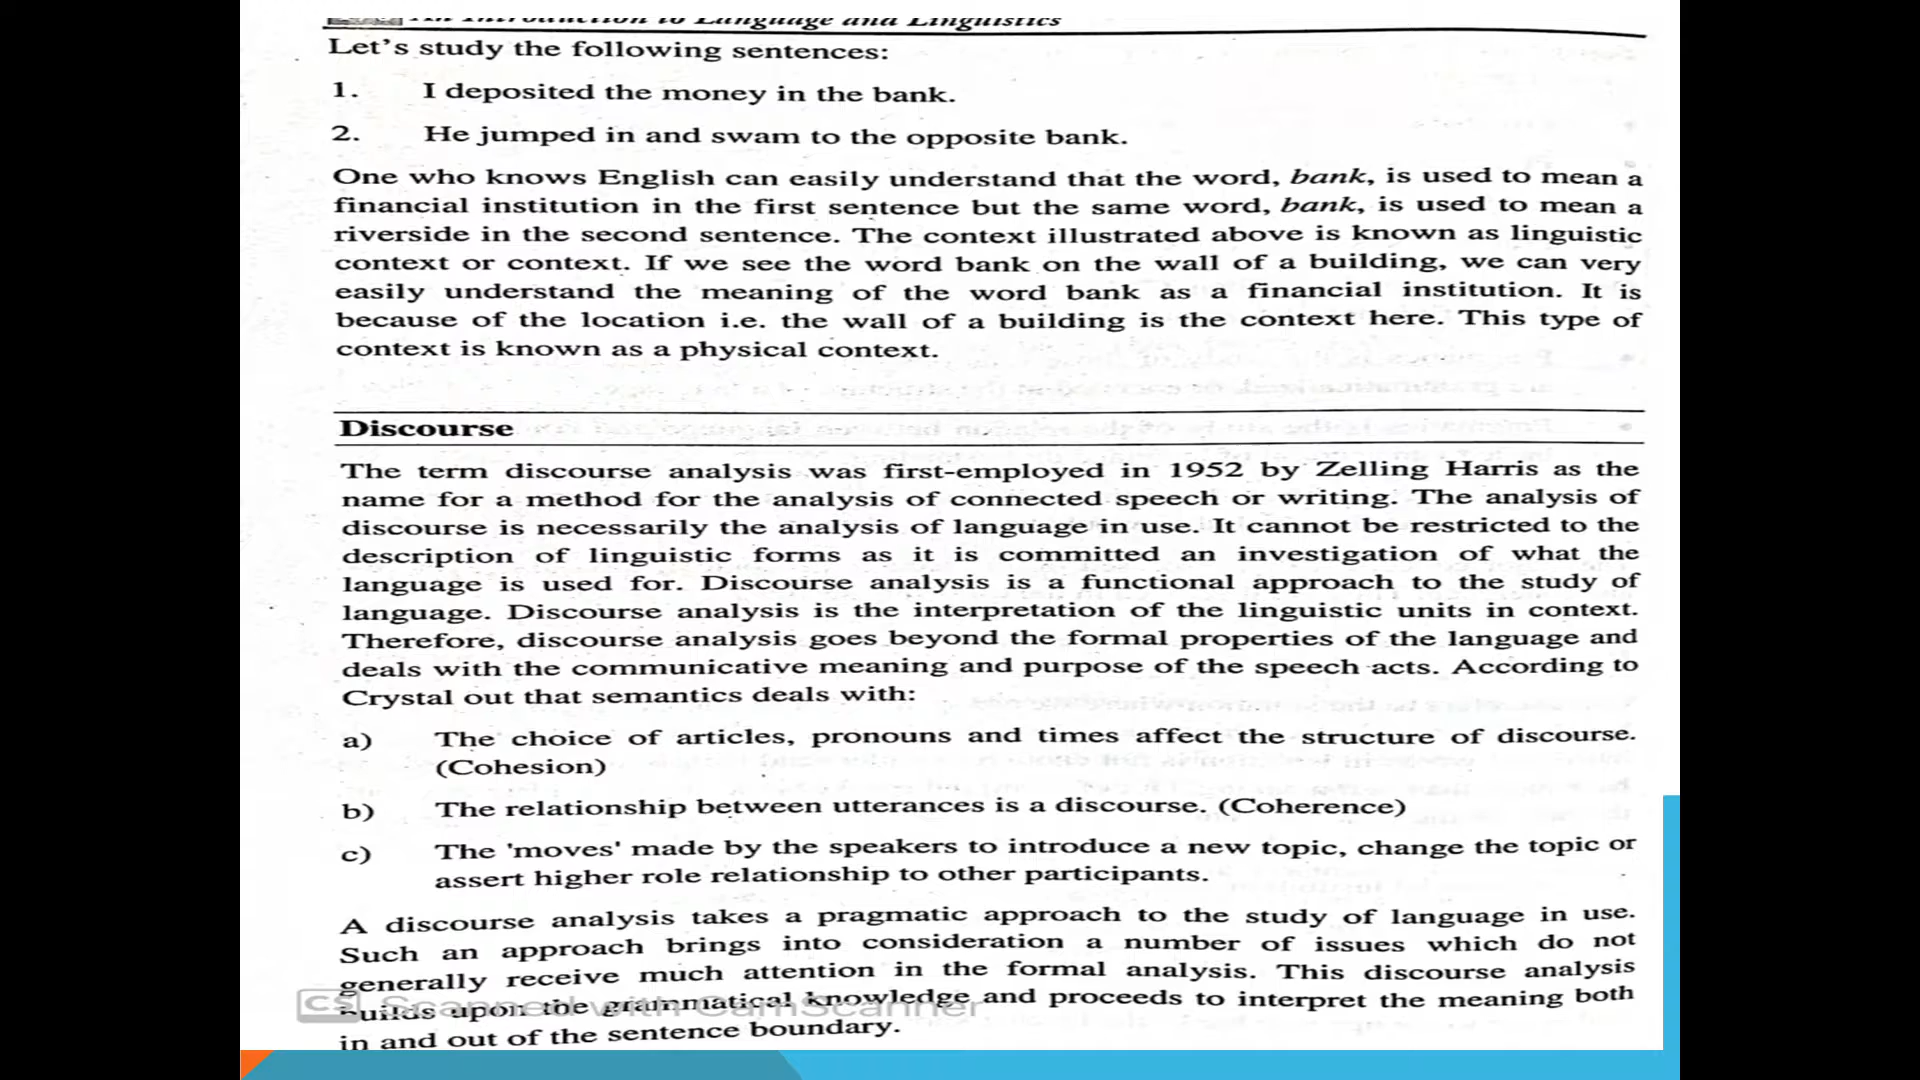 An Introduction to Language and Linguistics
Let's study the following sentences:
1. I deposited the money in the bank.
2. He jumped in and swam to the opposite bank.
One who knows English can easily understand that the word, bank, is used to mean a
financial institution in the first sentence but the same word, bank, is used to mean a
riverside in the second sentence. The context illustrated above is known as linguistic
context or context. If we see the word bank on the wall of a building, we can very
easily understand the meaning of the word bank as a financial institution. It is
because of the location i.e. the wall of a building is the context here. This type of
context is known as a physical context.
Discourse
The term discourse analysis was first-employed in 1952 by Zelling Harris as the
name for a method for the analysis of connected speech or writing. The analysis of
discourse is necessarily the analysis of language in use. It cannot be restricted to the
description of linguistic forms as it is committed an investigation of what the
language is used for. Discourse analysis is a functional approach to the study of
language. Discourse analysis is the interpretation of the linguistic units in context.
Therefore, discourse analysis goes beyond the formal properties of the language and
deals with the communicative meaning and purpose of the speech acts. According to
Crystal out that semantics deals with:
a) The choice of articles, pronouns and times affect the structure of discourse.
(Cohesion)
b) The relationship between utterances is a discourse. (Coherence)
c) The 'moves' made by the speakers to introduce a new topic, change the topic or
assert higher role relationship to other participants.
A discourse analysis takes a pragmatic approach to the study of language in use.
Such an approach brings into consideration a number of issues which do not
generally receive much attention in the formal analysis. This discourse analysis
builds upon the grammatical knowledge and proceeds to interpret the meaning both
CS Scanned with CamScanner
in and out of the sentence boundary.